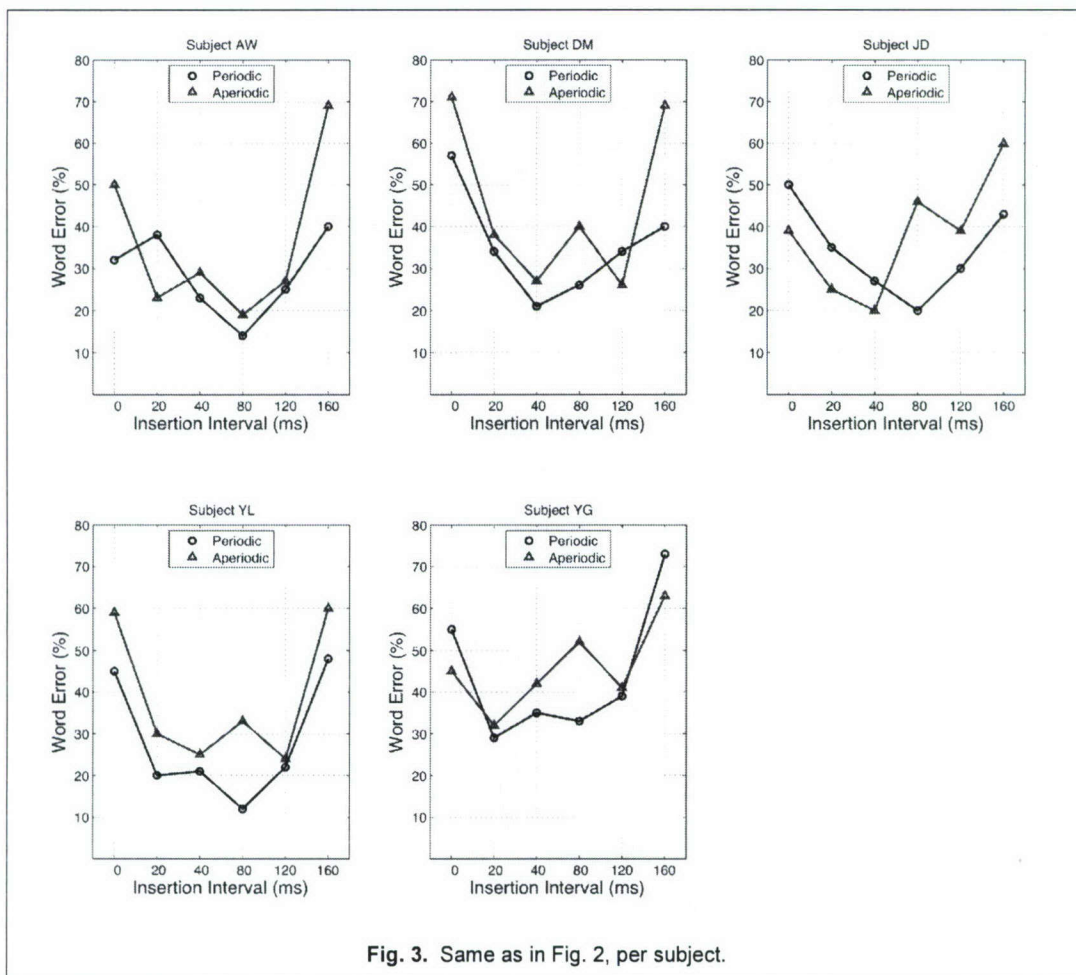 Subject AW
80
70
60
50
40
30
20
10
Word Error (%)
Periodic
Aperiodic
0 20 40 80 120 160
Insertion Interval (ms)
Subject DM
80
70
60
50
40
30
20
10
Word Error (%)
Periodic
Aperiodic
0 20 40 80 120 160
Insertion Interval (ms)
Subject JD
80
70
60
50
40
30
20
10
Word Error (%)
Periodic
Aperiodic
0 20 40 80 120 160
Insertion Interval (ms)
Subject YL
80
70
60
50
40
30
20
10
Word Error (%)
Periodic
Aperiodic
0 20 40 80 120 160
Insertion Interval (ms)
Subject YG
80
70
60
50
40
30
20
10
Word Error (%)
Periodic
Aperiodic
0 20 40 80 120 160
Insertion Interval (ms)
Fig. 3. Same as in Fig. 2, per subject.